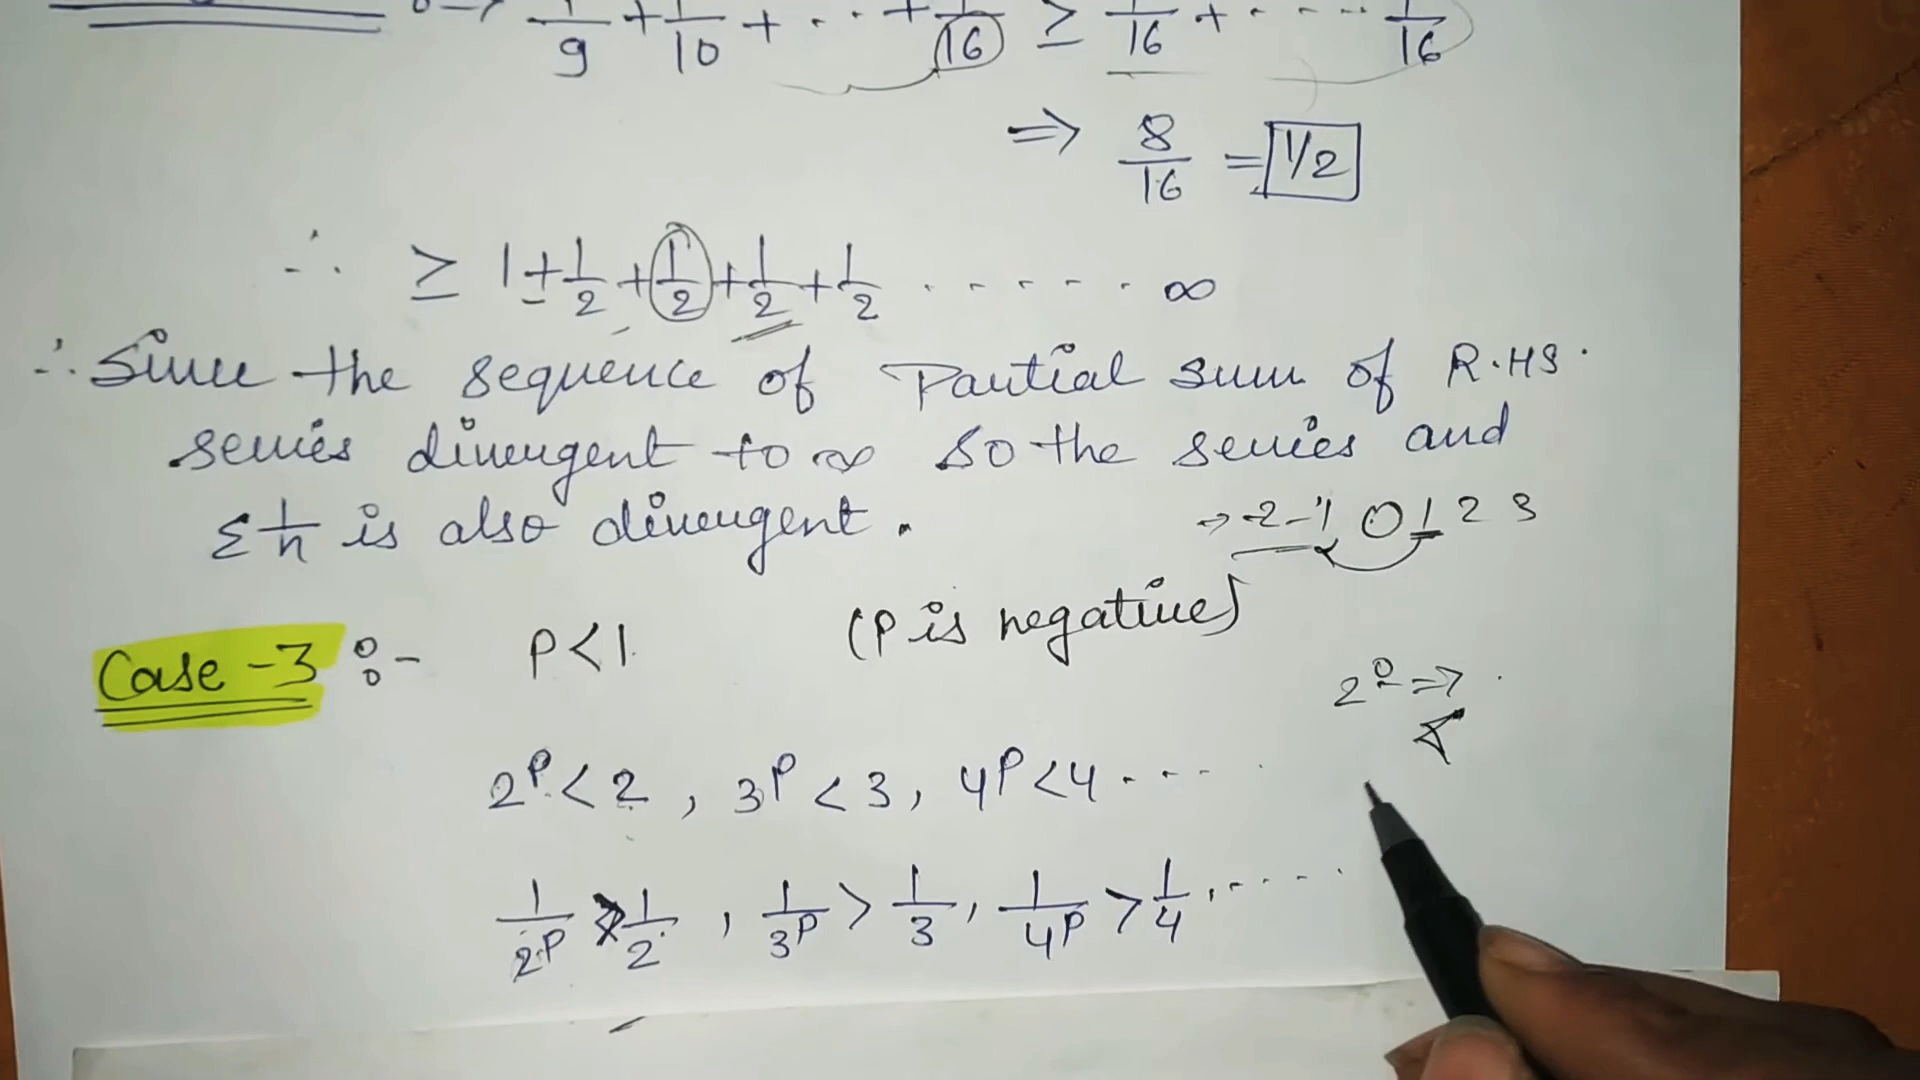 1/9 + 1/10 + ... + 1/16 ≥ 1/16 + ..... 1/16
⇒ 8/16 = 1/2
∴ ≥ 1 + 1/2 + 1/2 + 1/2 + 1/2 ...... ∞
∴ Since the sequence of Partial sum of R.HS.
series divergent to ∞ so the series and
Σ 1/n is also divergent.
→ -2 -1 0 1 2 3
Case -3 :- P<1 (P is negative)
2^0 ⇒
2^P < 2, 3^P < 3, 4^P < 4 ....
1/2^P > 1/2, 1/3^P > 1/3, 1/4^P > 1/4, .....